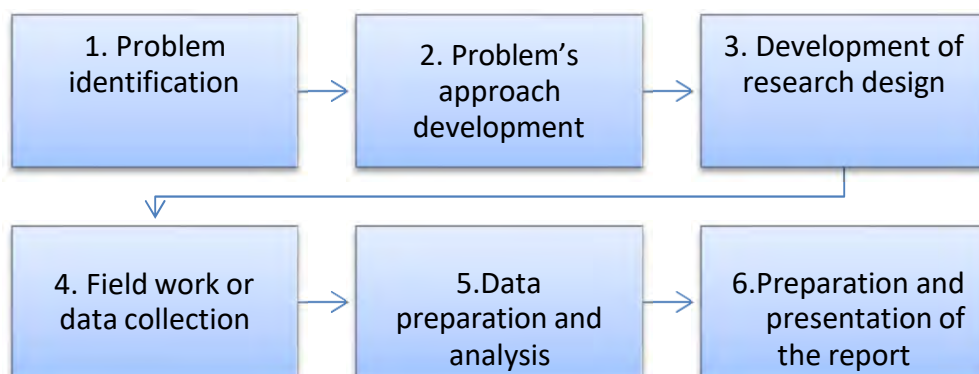 1. Problem
identification
2. Problem's
approach
development
3. Development of
research design
4. Field work or
data collection
5.Data
preparation and
analysis
6.Preparation and
presentation of
the report